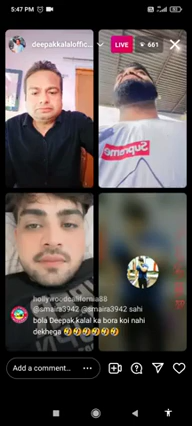 5:47 PM
deepakkalaloffic...
LIVE
661
Supreme
hollywoodcalifornia88
@smaira3942 @smaira3942 sahi
bola Deepak kalal ka bora koi nahi
dekhega 🤣🤣🤣🤣🤣🤣
Add a comment...